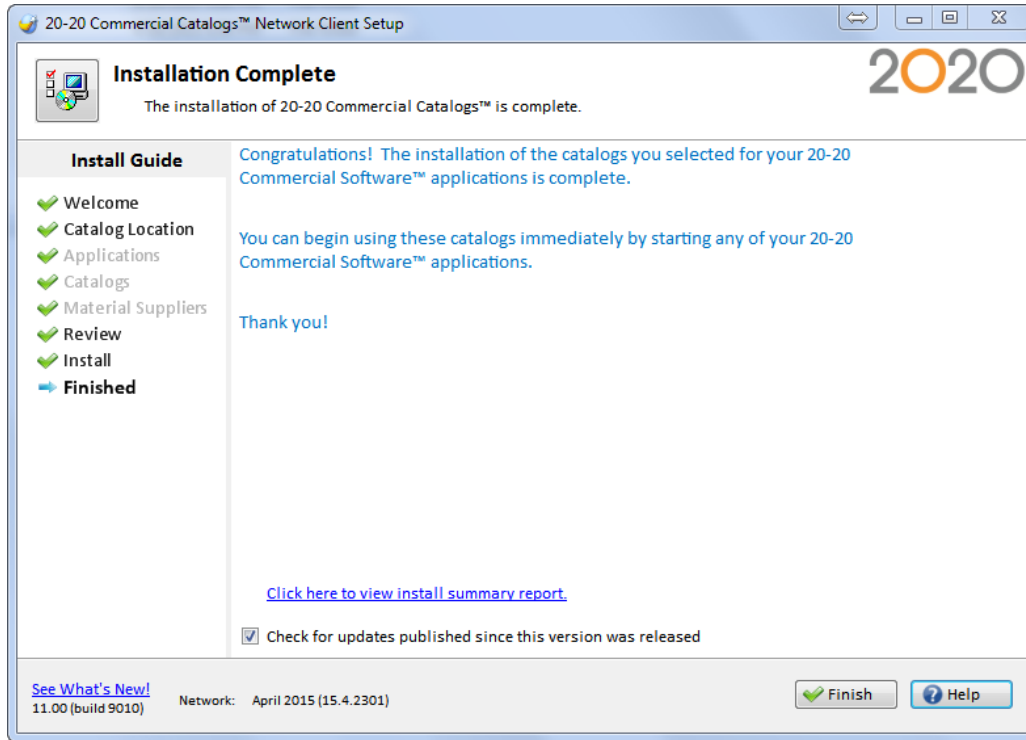 20-20 Commercial Catalogs™ Network Client Setup
Installation Complete
The installation of 20-20 Commercial Catalogs™ is complete.
2020
Install Guide
Welcome
Catalog Location
Applications
Catalogs
Material Suppliers
Review
Install
Finished
Congratulations! The installation of the catalogs you selected for your 20-20
Commercial Software™ applications is complete.
You can begin using these catalogs immediately by starting any of your 20-20
Commercial Software™ applications.
Thank you!
Click here to view install summary report.
Check for updates published since this version was released
See What's New!
11.00 (build 9010)
Network: April 2015 (15.4.2301)
Finish
Help